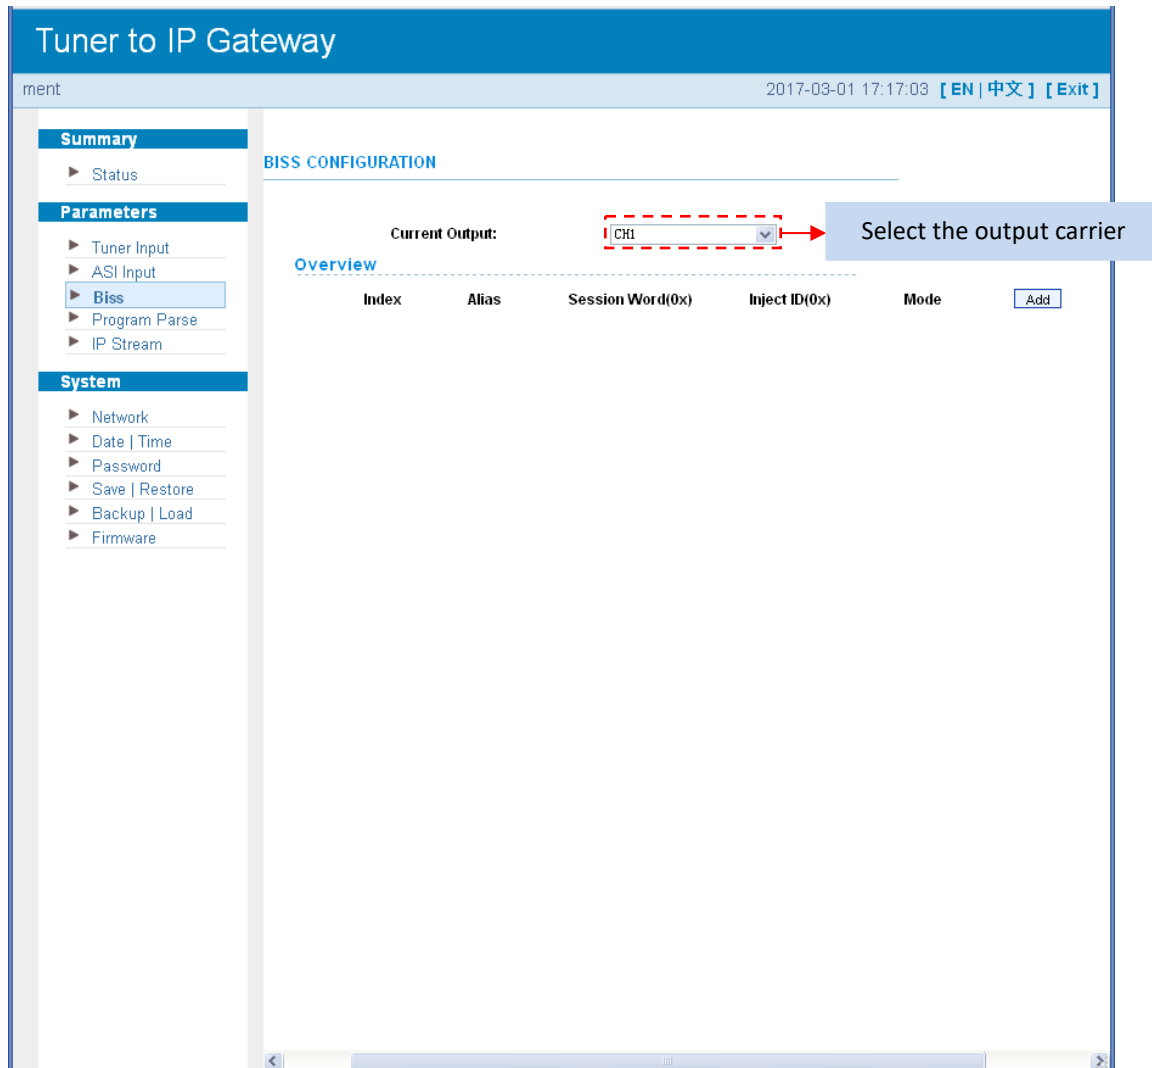 Tuner to IP Gateway
ment 2017-03-01 17:17:03 [ EN | 中文 ] [ Exit ]
Summary
Status
Parameters
Tuner Input
ASI Input
Biss
Program Parse
IP Stream
System
Network
Date | Time
Password
Save | Restore
Backup | Load
Firmware
BISS CONFIGURATION
Current Output: CH1
Select the output carrier
Overview
Index Alias Session Word(0x) Inject ID(0x) Mode Add